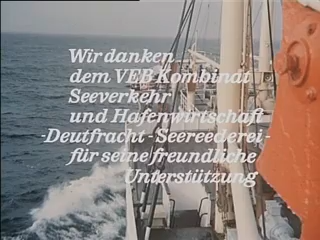 Wir danken
dem VEB Kombinat
Seeverkehr
und Hafenwirtschaft
-Deutfracht-Seereederei-
für seine freundliche
Unterstützung